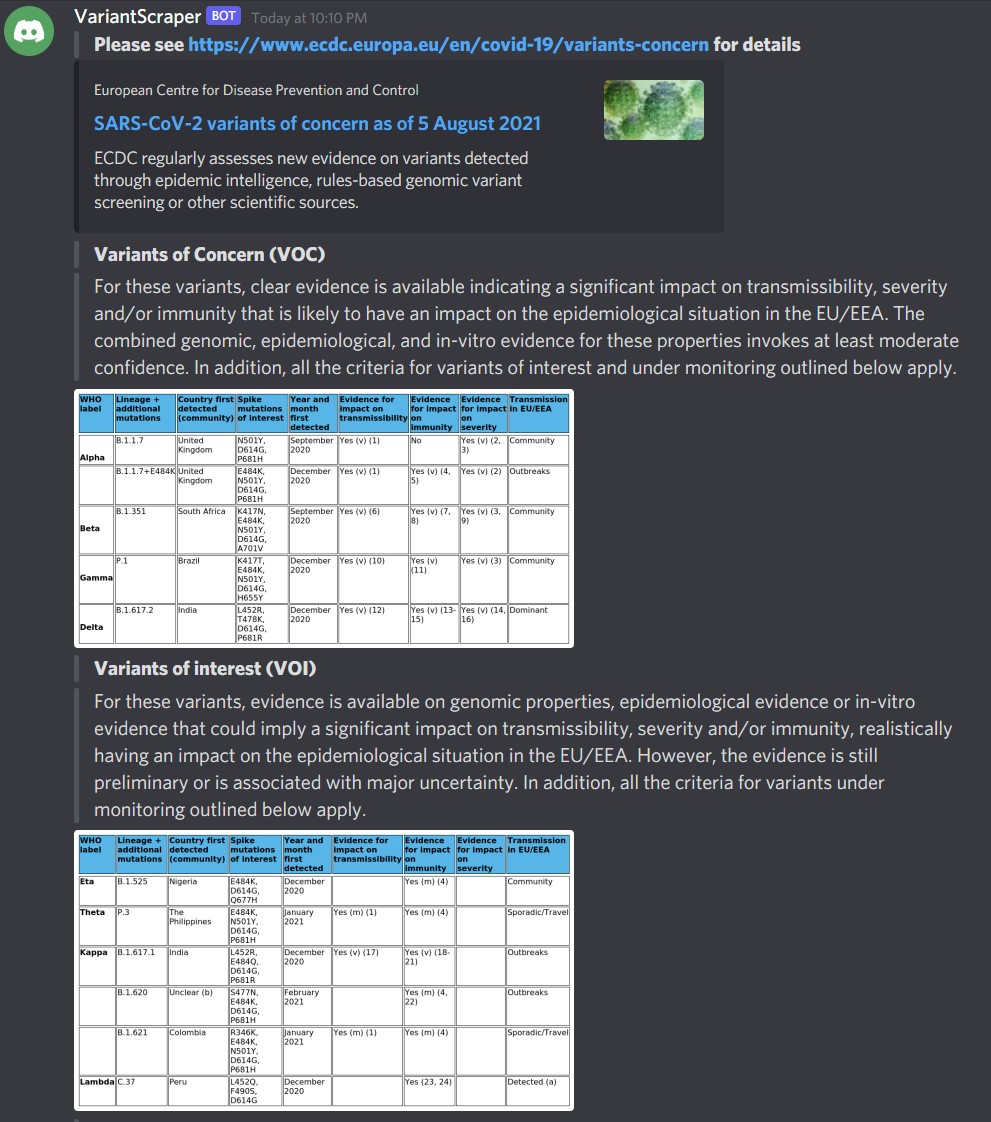 VariantScraper BOT Today at 10:10 PM
Please see https://www.ecdc.europa.eu/en/covid-19/variants-concern for details
European Centre for Disease Prevention and Control
SARS-CoV-2 variants of concern as of 5 August 2021
ECDC regularly assesses new evidence on variants detected
through epidemic intelligence, rules-based genomic variant
screening or other scientific sources.
Variants of Concern (VOC)
For these variants, clear evidence is available indicating a significant impact on transmissibility, severity
and/or immunity that is likely to have an impact on the epidemiological situation in the EU/EEA. The
combined genomic, epidemiological, and in-vitro evidence for these properties invokes at least moderate
confidence. In addition, all the criteria for variants of interest and under monitoring outlined below apply.
WHO label | Lineage + additional mutations | Country first detected (community) | Spike mutations of interest | Year and month first detected | Evidence for impact on transmissibility | Evidence for impact on immunity | Evidence for impact on severity | Transmission in EU/EEA
Alpha | B.1.1.7 | United Kingdom | N501Y, D614G, P681H | September 2020 | Yes (v) (1) | No | Yes (v) (2, 3) | Community
B.1.1.7+E484K | United Kingdom | E484K, N501Y, D614G, P681H | December 2020 | Yes (v) (1) | Yes (v) (4, 5) | Yes (v) (2) | Outbreaks
Beta | B.1.351 | South Africa | K417N, E484K, N501Y, D614G, A701V | September 2020 | Yes (v) (6) | Yes (v) (7, 8) | Yes (v) (3, 9) | Community
Gamma | P.1 | Brazil | K417T, E484K, N501Y, D614G, H655Y | December 2020 | Yes (v) (10) | Yes (v) (11) | Yes (v) (3) | Community
Delta | B.1.617.2 | India | L452R, T478K, D614G, P681R | December 2020 | Yes (v) (12) | Yes (v) (13-15) | Yes (v) (14, 16) | Dominant
Variants of interest (VOI)
For these variants, evidence is available on genomic properties, epidemiological evidence or in-vitro
evidence that could imply a significant impact on transmissibility, severity and/or immunity, realistically
having an impact on the epidemiological situation in the EU/EEA. However, the evidence is still
preliminary or is associated with major uncertainty. In addition, all the criteria for variants under
monitoring outlined below apply.
WHO label | Lineage + additional mutations | Country first detected (community) | Spike mutations of interest | Year and month first detected | Evidence for impact on transmissibility | Evidence for impact on immunity | Evidence for impact on severity | Transmission in EU/EEA
Eta | B.1.525 | Nigeria | E484K, D614G, Q677H | December 2020 | Yes (m) (4) | Community
Theta | P.3 | The Philippines | E484K, N501Y, D614G, P681H | January 2021 | Yes (m) (1) | Yes (m) (4) | Sporadic/Travel
Kappa | B.1.617.1 | India | L452R, E484Q, D614G, P681R | December 2020 | Yes (v) (17) | Yes (v) (18-21) | Outbreaks
B.1.620 | Unclear (b) | S477N, E484K, D614G, P681H | February 2021 | Yes (m) (4, 22) | Outbreaks
B.1.621 | Colombia | R346K, E484K, N501Y, D614G, P681H | January 2021 | Yes (m) (1) | Yes (m) (4) | Sporadic/Travel
Lambda | C.37 | Peru | L452Q, F490S, D614G | December 2020 | Yes (23, 24) | Detected (a)